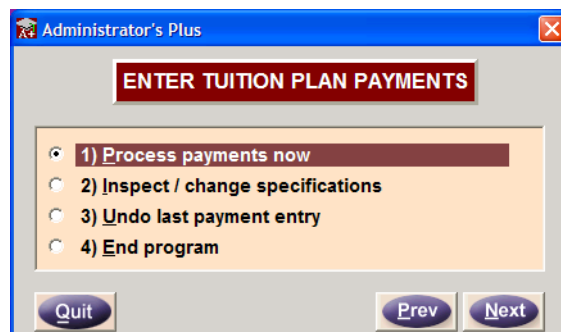 Administrator's Plus
ENTER TUITION PLAN PAYMENTS
1) Process payments now
2) Inspect / change specifications
3) Undo last payment entry
4) End program
Quit
Prev
Next